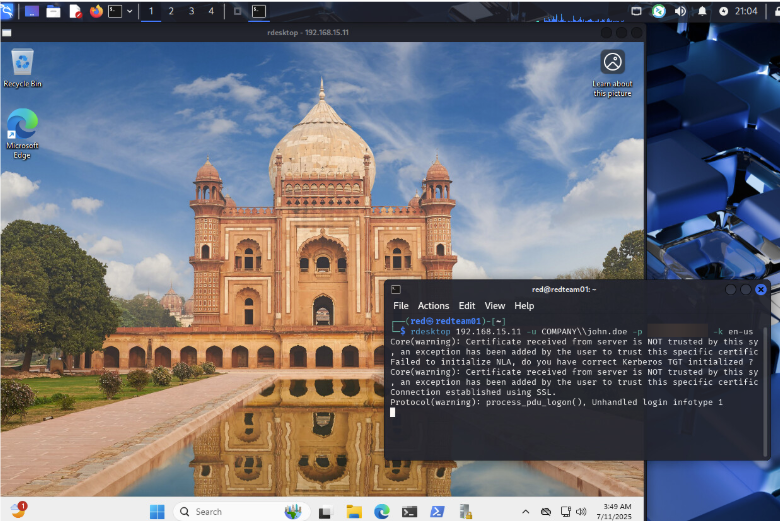 1 2 3 4
21:04
rdesktop - 192.168.15.11
Recycle Bin
Learn about
this picture
Microsoft
Edge
red@redteam01: ~
File Actions Edit View Help
(red㉿redteam01)-[~]
$ rdesktop 192.168.15.11 -u COMPANY\\john.doe -p -k en-us
Core(warning): Certificate received from server is NOT trusted by this sy
, an exception has been added by the user to trust this specific certific
Failed to initialize NLA, do you have correct Kerberos TGT initialized ?
Core(warning): Certificate received from server is NOT trusted by this sy
, an exception has been added by the user to trust this specific certific
Connection established using SSL.
Protocol(warning): process_pdu_logon(), Unhandled login infotype 1
1
Search
3:49 AM
7/11/2025